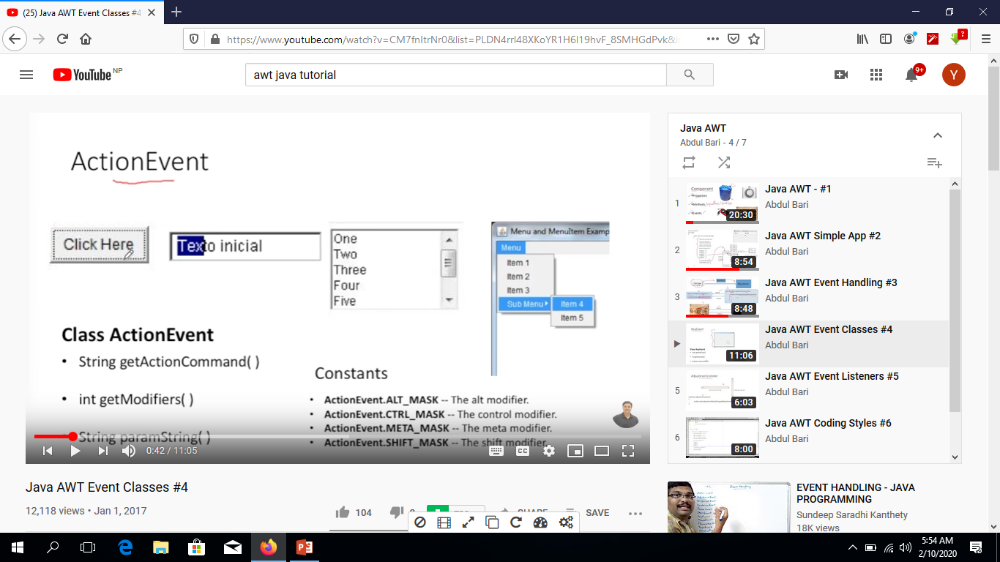 (25) Java AWT Event Classes #4
https://www.youtube.com/watch?v=CM7fnItrNr0&list=PLDN4rrl48XKoYR1H6l19hvF_8SMHGdPvk&i
YouTube NP
awt java tutorial
9+
Y
ActionEvent
Click Here
Texto inicial
One
Two
Three
Four
Five
Menu and MenuItem Examp
Menu
Item 1
Item 2
Item 3
Sub Menu
Item 4
Item 5
Class ActionEvent
• String getActionCommand( )
• int getModifiers( )
• String paramString( )
Constants
• ActionEvent.ALT_MASK -- The alt modifier.
• ActionEvent.CTRL_MASK -- The control modifier.
• ActionEvent.META_MASK -- The meta modifier.
• ActionEvent.SHIFT_MASK -- The shift modifier.
0:42 / 11:05
CC
Java AWT Event Classes #4
12,118 views • Jan 1, 2017
104
SHARE
SAVE
Java AWT
Abdul Bari - 4 / 7
1
Component
Properties
Methods
Events
20:30
Java AWT - #1
Abdul Bari
2
8:54
Java AWT Simple App #2
Abdul Bari
3
8:48
Java AWT Event Handling #3
Abdul Bari
KeyEvent
11:06
Java AWT Event Classes #4
Abdul Bari
5
AdjustmentListener
6:03
Java AWT Event Listeners #5
Abdul Bari
6
8:00
Java AWT Coding Styles #6
Abdul Bari
Event Handling
EVENT HANDLING - JAVA
PROGRAMMING
Sundeep Saradhi Kanthety
18K views
5:54 AM
2/10/2020